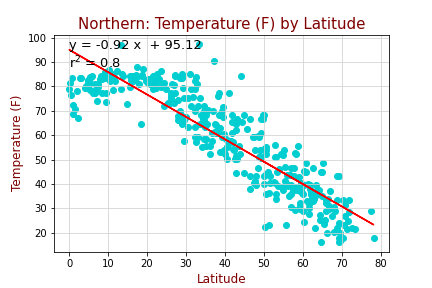 Northern: Temperature (F) by Latitude
y = -0.92 x + 95.12
r² = 0.8
Temperature (F)
100
90
80
70
60
50
40
30
20
0 10 20 30 40 50 60 70 80
Latitude